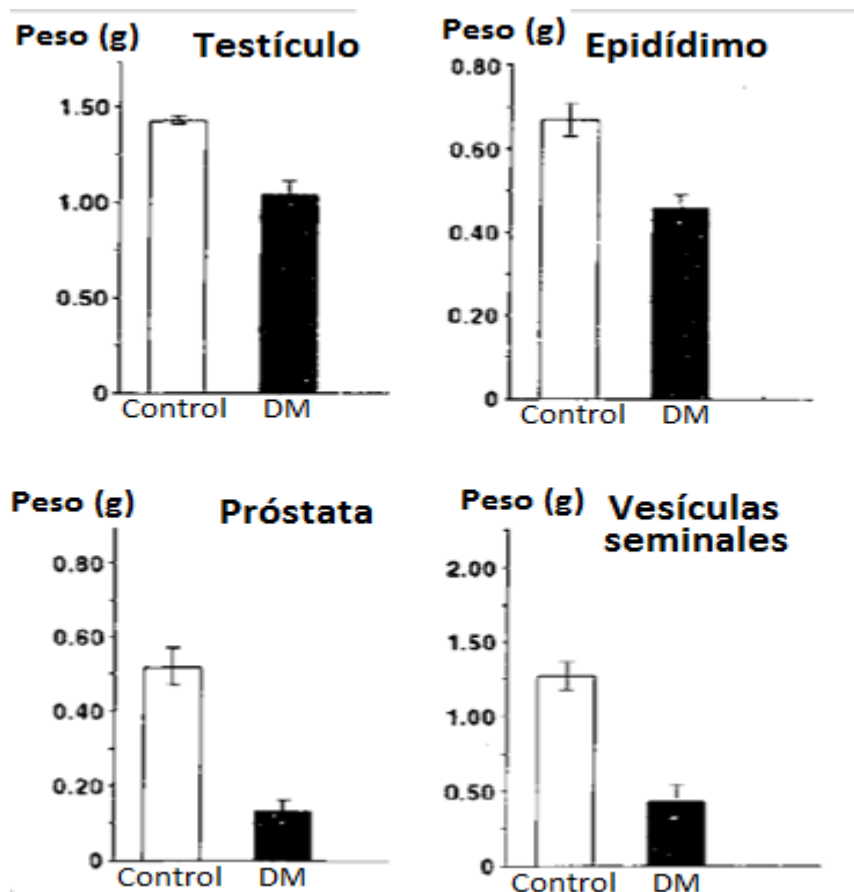 Peso (g)
Testículo
1.50
1.00
0.50
0
Control
DM
Peso (g)
Epidídimo
0.80
0.60
0.40
0.20
0
Control
DM
Peso (g)
Próstata
0.80
0.60
0.40
0.20
0
Control
DM
Peso (g)
Vesículas
seminales
2.00
1.50
1.00
0.50
0
Control
DM